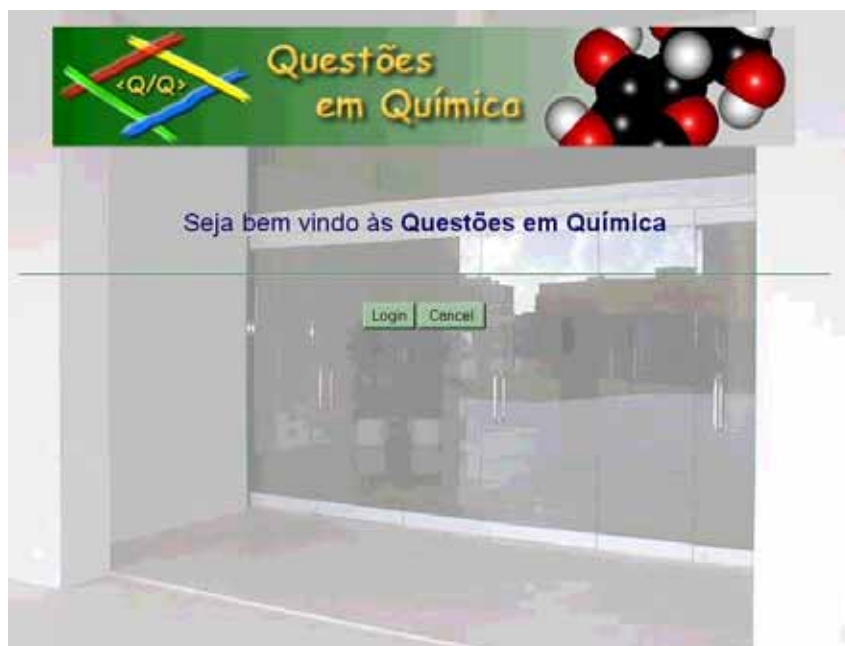 <Q/Q>
Questões
em Química
Seja bem vindo às Questões em Química
Login Cancel